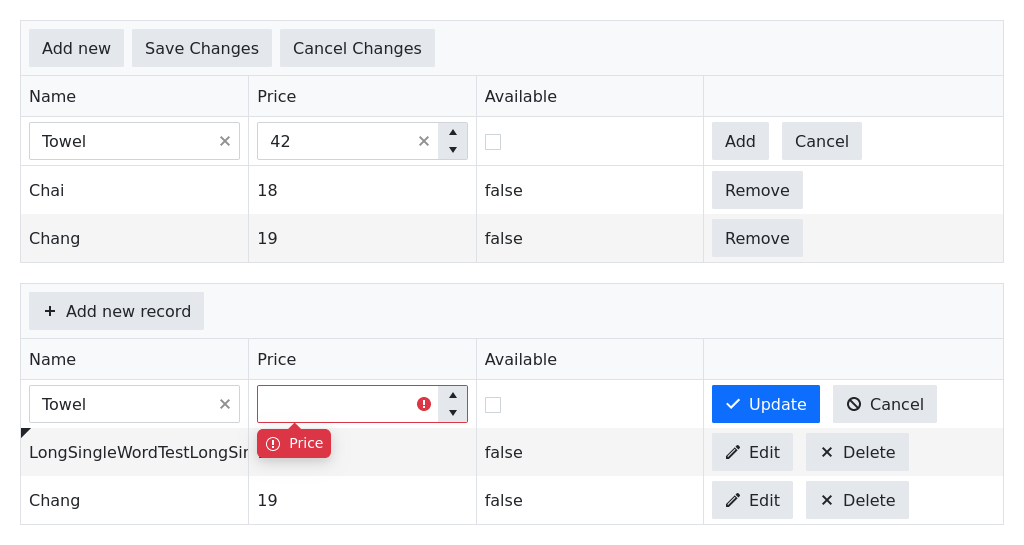 Add new Save Changes Cancel Changes
Name Price Available
Towel 42 Add Cancel
Chai 18 false Remove
Chang 19 false Remove
Add new record
Name Price Available
Towel Update Cancel
Price
LongSingleWordTestLongSin false Edit Delete
Chang 19 false Edit Delete